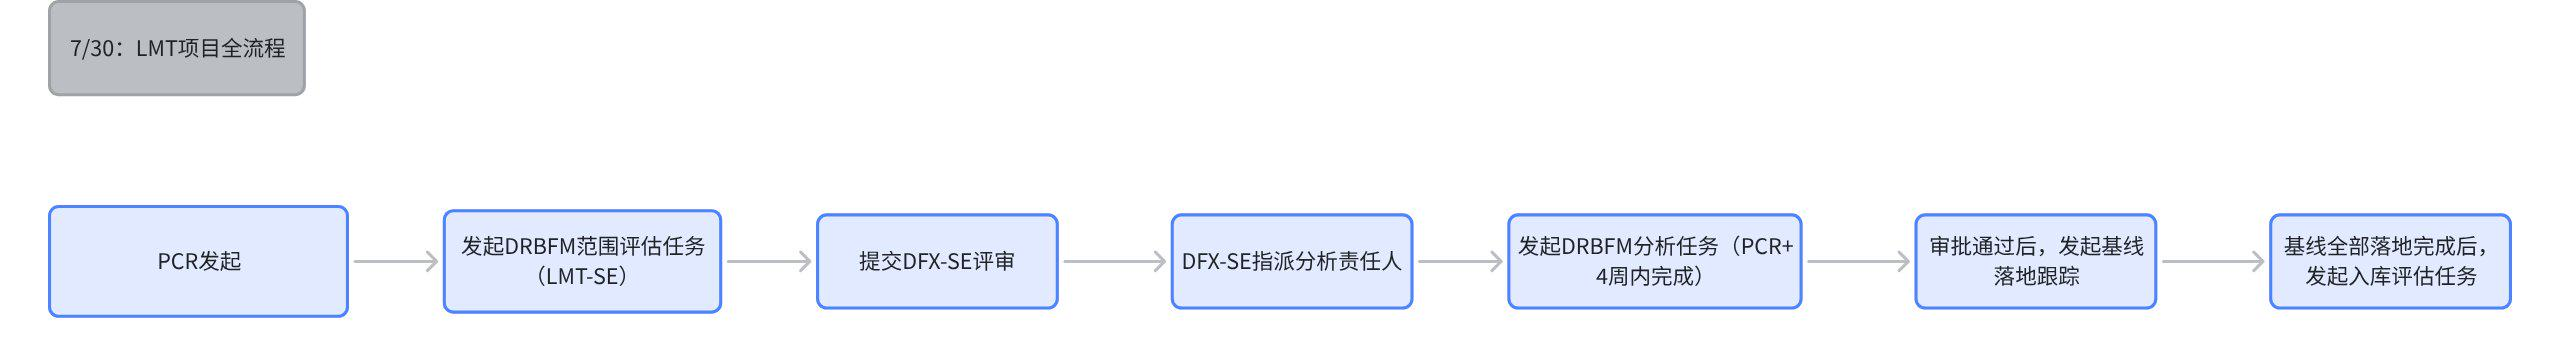 7/30：LMT项目全流程
PCR发起
发起DRBFM范围评估任务
（LMT-SE）
提交DFX-SE评审
DFX-SE指派分析责任人
发起DRBFM分析任务（PCR+
4周内完成）
审批通过后，发起基线
落地跟踪
基线全部落地完成后，
发起入库评估任务